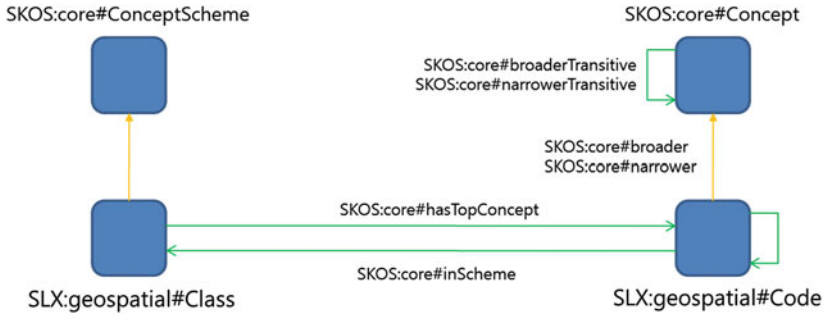 SKOS:core#ConceptScheme
SKOS:core#Concept
SKOS:core#broaderTransitive
SKOS:core#narrowerTransitive
SKOS:core#broader
SKOS:core#narrower
SKOS:core#hasTopConcept
SKOS:core#inScheme
SLX:geospatial#Class
SLX:geospatial#Code